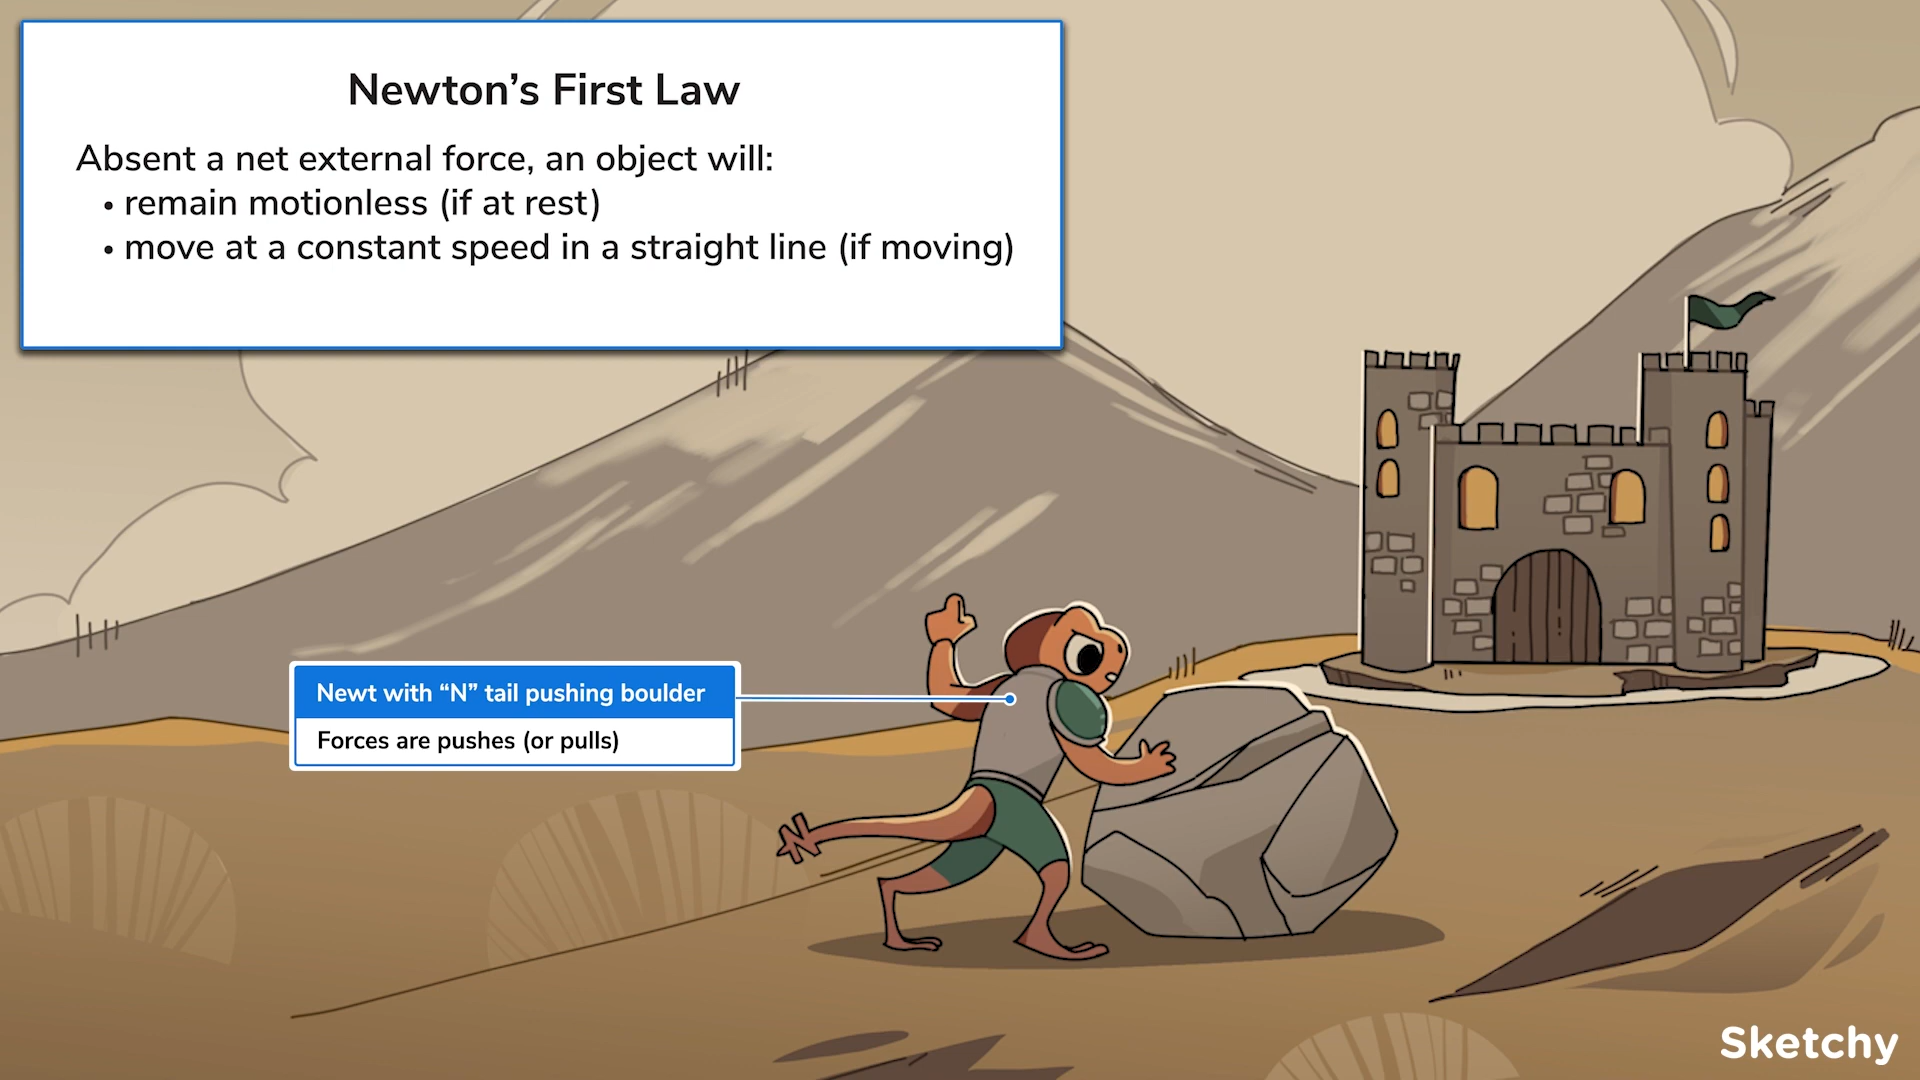 Newton’s First Law
Absent a net external force, an object will:
• remain motionless (if at rest)
• move at a constant speed in a straight line (if moving)
Newt with “N” tail pushing boulder
Forces are pushes (or pulls)
N
Sketchy